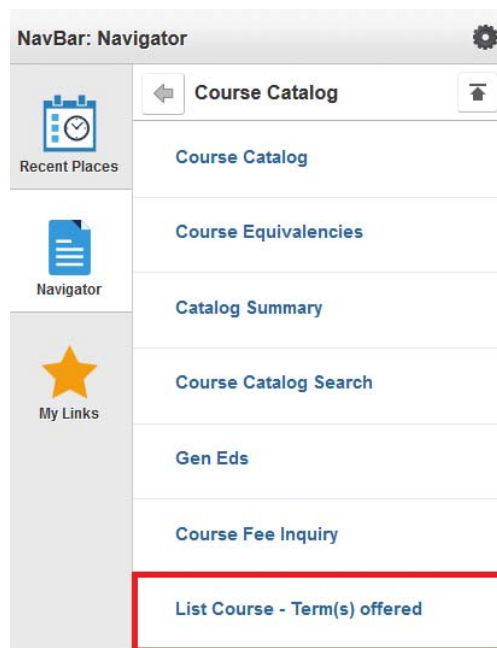 NavBar: Navigator
Recent Places
Navigator
My Links
Course Catalog
Course Catalog
Course Equivalencies
Catalog Summary
Course Catalog Search
Gen Eds
Course Fee Inquiry
List Course - Term(s) offered